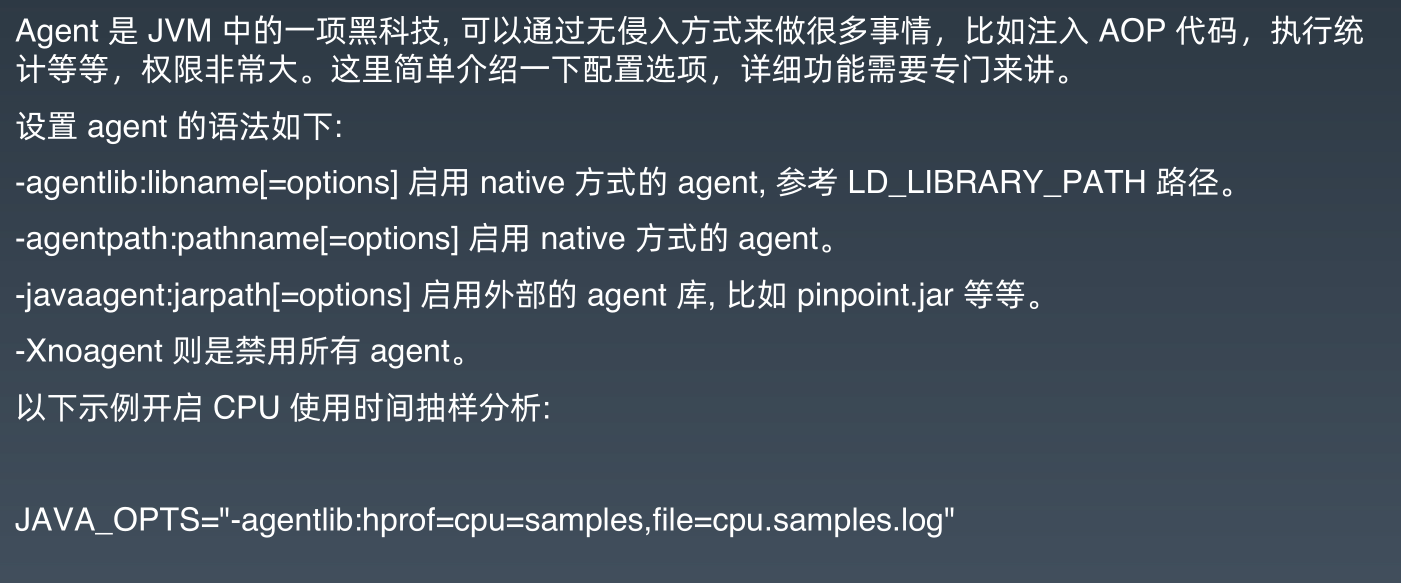 Agent 是 JVM 中的一项黑科技, 可以通过无侵入方式来做很多事情，比如注入 AOP 代码，执行统
计等等，权限非常大。这里简单介绍一下配置选项，详细功能需要专门来讲。
设置 agent 的语法如下:
-agentlib:libname[=options] 启用 native 方式的 agent, 参考 LD_LIBRARY_PATH 路径。
-agentpath:pathname[=options] 启用 native 方式的 agent。
-javaagent:jarpath[=options] 启用外部的 agent 库, 比如 pinpoint.jar 等等。
-Xnoagent 则是禁用所有 agent。
以下示例开启 CPU 使用时间抽样分析:
JAVA_OPTS="-agentlib:hprof=cpu=samples,file=cpu.samples.log"